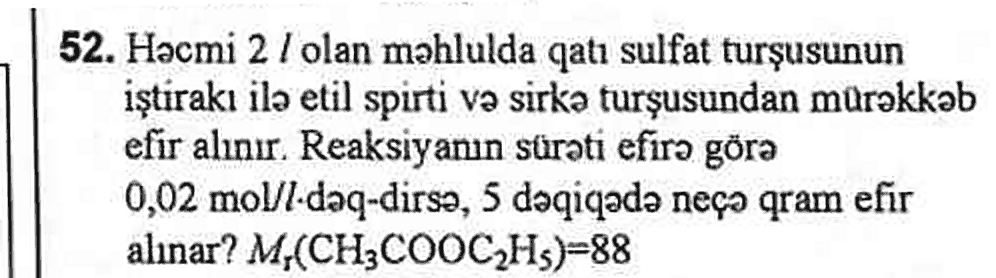 52. Həcmi 2 l olan məhlulda qatı sulfat turşusunun
iştirakı ilə etil spirti və sirkə turşusundan mürəkkəb
efir alınır. Reaksiyanın sürəti efirə görə
0,02 mol/l·dəq-dirsə, 5 dəqiqədə neçə qram efir
alınar? Mᵣ(CH₃COOC₂H₅)=88